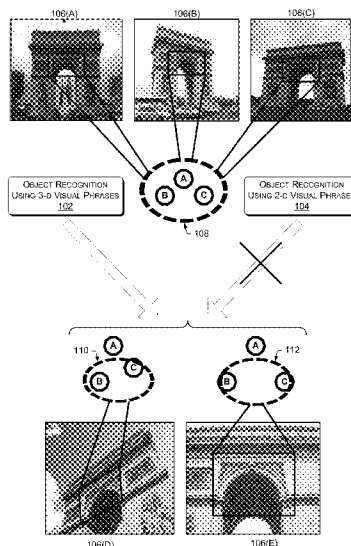 106(A) 106(B) 106(C)
A
B C
OBJECT RECOGNITION
USING 3-D VISUAL PHRASES
102
OBJECT RECOGNITION
USING 2-D VISUAL PHRASES
104
108
110 A
B C
A 112
B C
106(D) 106(E)